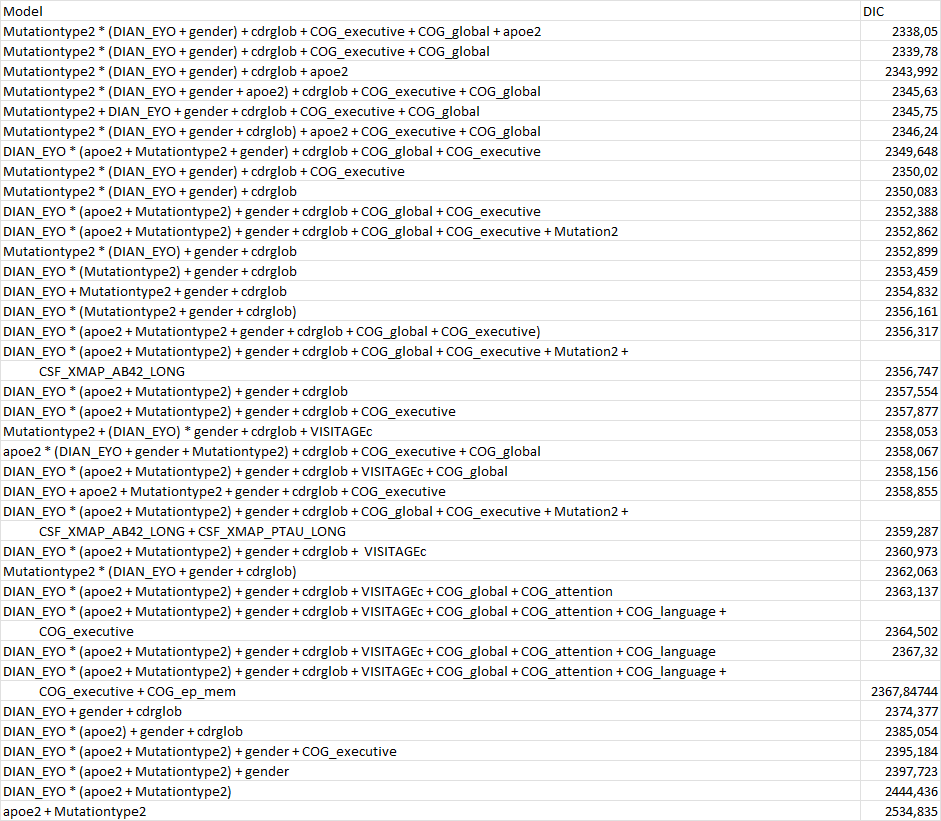 Model DIC
Mutationtype2 * (DIAN_EYO + gender) + cdrglob + COG_executive + COG_global + apoe2 2338,05
Mutationtype2 * (DIAN_EYO + gender) + cdrglob + COG_executive + COG_global 2339,78
Mutationtype2 * (DIAN_EYO + gender) + cdrglob + apoe2 2343,992
Mutationtype2 * (DIAN_EYO + gender + apoe2) + cdrglob + COG_executive + COG_global 2345,63
Mutationtype2 + DIAN_EYO + gender + cdrglob + COG_executive + COG_global 2345,75
Mutationtype2 * (DIAN_EYO + gender + cdrglob) + apoe2 + COG_executive + COG_global 2346,24
DIAN_EYO * (apoe2 + Mutationtype2 + gender) + cdrglob + COG_global + COG_executive 2349,648
Mutationtype2 * (DIAN_EYO + gender) + cdrglob + COG_executive 2350,02
Mutationtype2 * (DIAN_EYO + gender) + cdrglob 2350,083
DIAN_EYO * (apoe2 + Mutationtype2) + gender + cdrglob + COG_global + COG_executive 2352,388
DIAN_EYO * (apoe2 + Mutationtype2) + gender + cdrglob + COG_global + COG_executive + Mutation2 2352,862
Mutationtype2 * (DIAN_EYO) + gender + cdrglob 2352,899
DIAN_EYO * (Mutationtype2) + gender + cdrglob 2353,459
DIAN_EYO + Mutationtype2 + gender + cdrglob 2354,832
DIAN_EYO * (Mutationtype2 + gender + cdrglob) 2356,161
DIAN_EYO * (apoe2 + Mutationtype2 + gender + cdrglob + COG_global + COG_executive) 2356,317
DIAN_EYO * (apoe2 + Mutationtype2) + gender + cdrglob + COG_global + COG_executive + Mutation2 +
CSF_XMAP_AB42_LONG 2356,747
DIAN_EYO * (apoe2 + Mutationtype2) + gender + cdrglob 2357,554
DIAN_EYO * (apoe2 + Mutationtype2) + gender + cdrglob + COG_executive 2357,877
Mutationtype2 + (DIAN_EYO) * gender + cdrglob + VISITAGEc 2358,053
apoe2 * (DIAN_EYO + gender + Mutationtype2) + cdrglob + COG_executive + COG_global 2358,067
DIAN_EYO * (apoe2 + Mutationtype2) + gender + cdrglob + VISITAGEc + COG_global 2358,156
DIAN_EYO + apoe2 + Mutationtype2 + gender + cdrglob + COG_executive 2358,855
DIAN_EYO * (apoe2 + Mutationtype2) + gender + cdrglob + COG_global + COG_executive + Mutation2 +
CSF_XMAP_AB42_LONG + CSF_XMAP_PTAU_LONG 2359,287
DIAN_EYO * (apoe2 + Mutationtype2) + gender + cdrglob + VISITAGEc 2360,973
Mutationtype2 * (DIAN_EYO + gender + cdrglob) 2362,063
DIAN_EYO * (apoe2 + Mutationtype2) + gender + cdrglob + VISITAGEc + COG_global + COG_attention 2363,137
DIAN_EYO * (apoe2 + Mutationtype2) + gender + cdrglob + VISITAGEc + COG_global + COG_attention + COG_language +
COG_executive 2364,502
DIAN_EYO * (apoe2 + Mutationtype2) + gender + cdrglob + VISITAGEc + COG_global + COG_attention + COG_language 2367,32
DIAN_EYO * (apoe2 + Mutationtype2) + gender + cdrglob + VISITAGEc + COG_global + COG_attention + COG_language +
COG_executive + COG_ep_mem 2367,84744
DIAN_EYO + gender + cdrglob 2374,377
DIAN_EYO * (apoe2) + gender + cdrglob 2385,054
DIAN_EYO * (apoe2 + Mutationtype2) + gender + COG_executive 2395,184
DIAN_EYO * (apoe2 + Mutationtype2) + gender 2397,723
DIAN_EYO * (apoe2 + Mutationtype2) 2444,436
apoe2 + Mutationtype2 2534,835